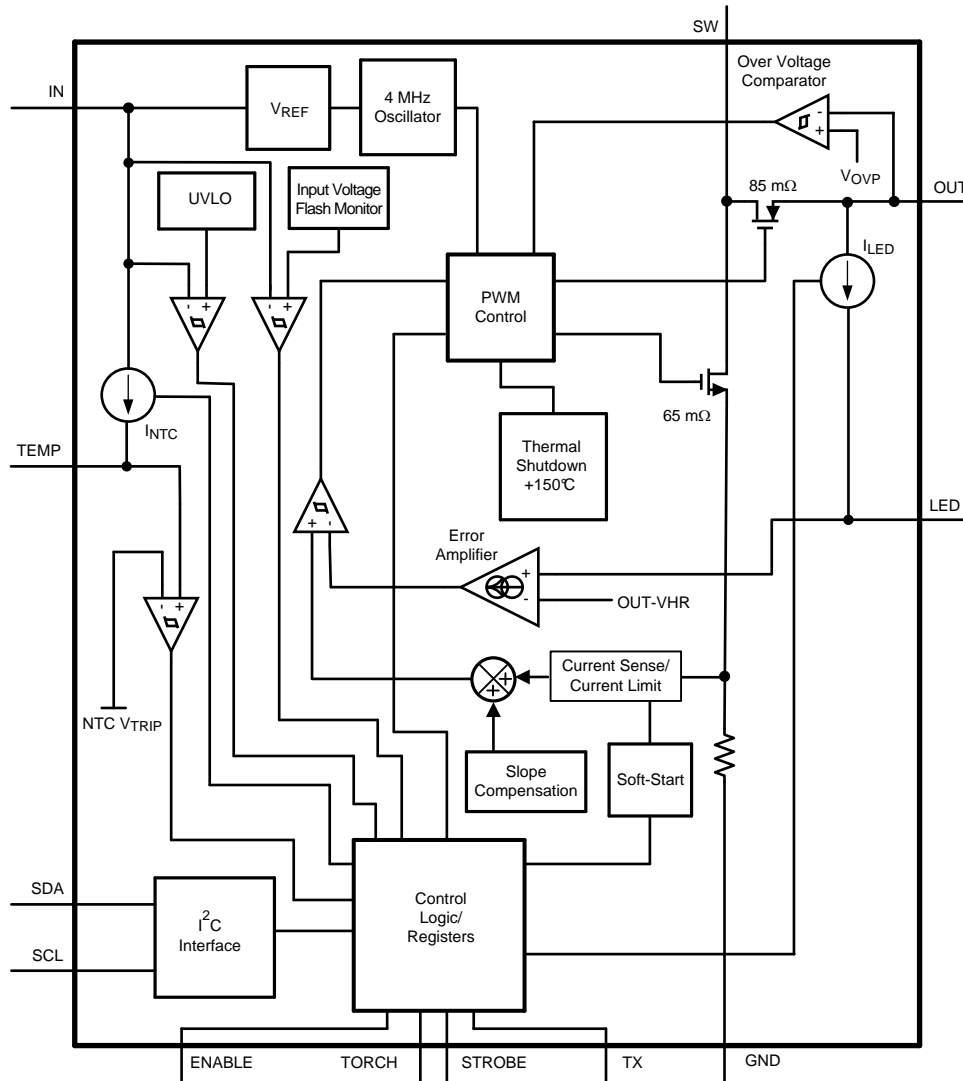 SW
Over Voltage
Comparator
IN
VREF
4 MHz
Oscillator
-
+
VOVP
UVLO
Input Voltage
Flash Monitor
85 mΩ
OUT
ILED
- +
- +
PWM
Control
INTC
65 mΩ
TEMP
Thermal
Shutdown
+150°C
LED
+ -
Error
Amplifier
+
-
OUT-VHR
- +
Current Sense/
Current Limit
+
+
NTC VTRIP
Slope
Compensation
Soft-Start
SDA
I2C
Interface
SCL
Control
Logic/
Registers
ENABLE
TORCH
STROBE
TX
GND